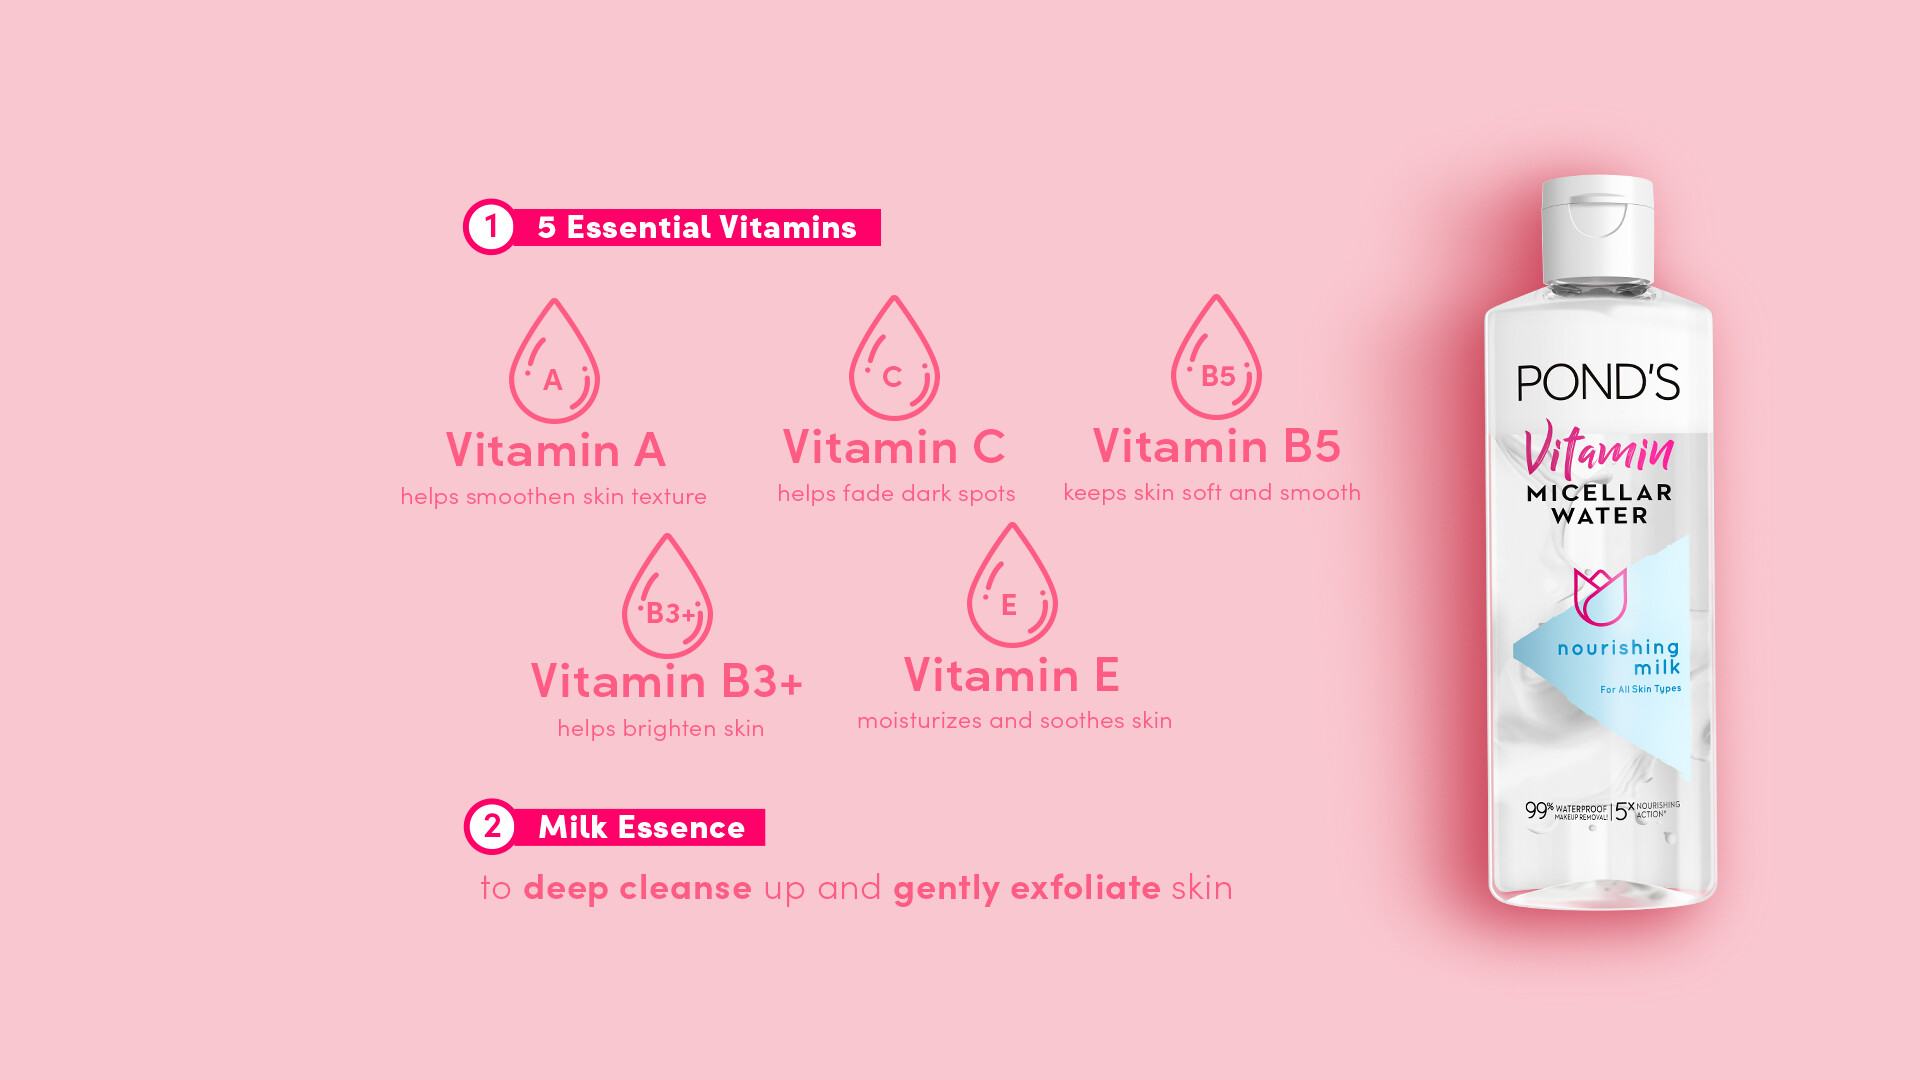 1 5 Essential Vitamins
A
C
B5
Vitamin A
Vitamin C
Vitamin B5
helps smoothen skin texture
helps fade dark spots
keeps skin soft and smooth
B3+
E
Vitamin B3+
Vitamin E
helps brighten skin
moisturizes and soothes skin
2 Milk Essence
to deep cleanse up and gently exfoliate skin
POND'S
Vitamin
MICELLAR
WATER
nourishing
milk
For All Skin Types
99% WATERPROOF MAKEUP REMOVAL! | 5X NOURISHING ACTION*